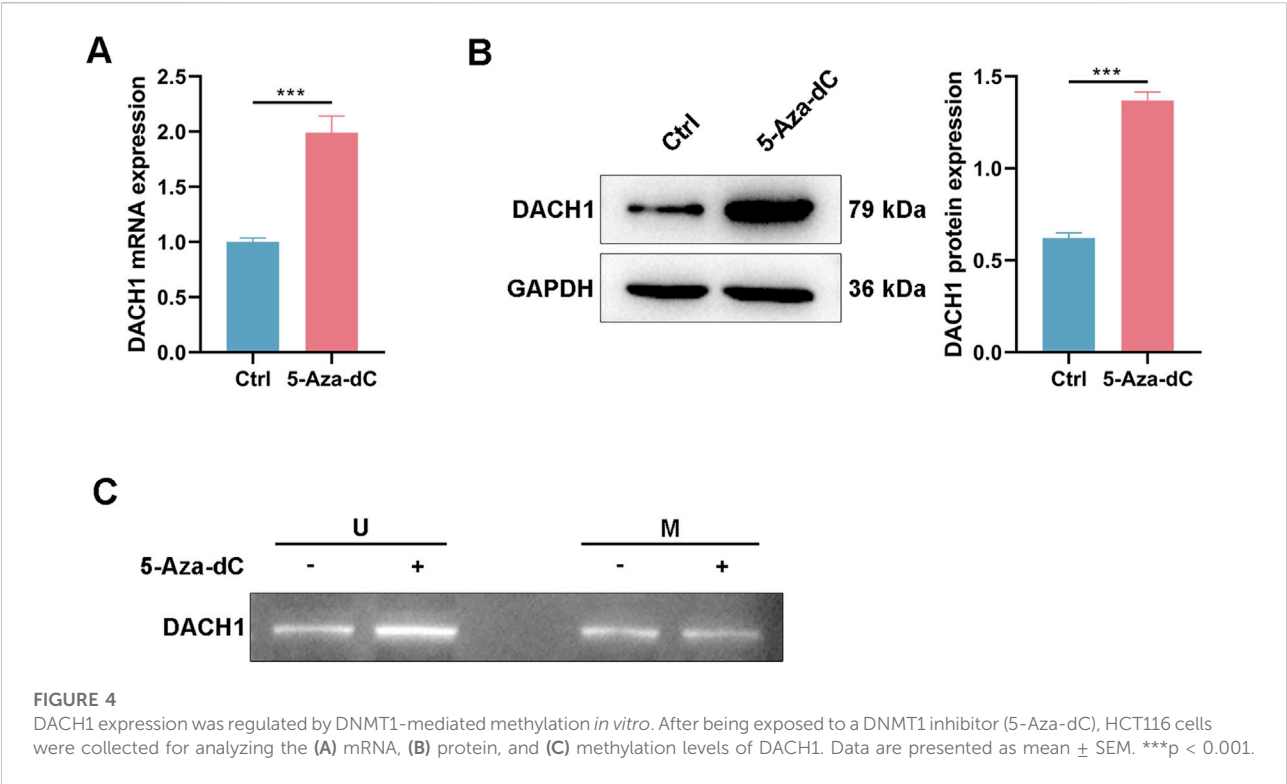 A
DACH1 mRNA expression
2.5
2.0
1.5
1.0
0.5
0.0
***
Ctrl 5-Aza-dC
B
Ctrl 5-Aza-dC
DACH1 79 kDa
GAPDH 36 kDa
DACH1 protein expression
1.5
1.0
0.5
0.0
***
Ctrl 5-Aza-dC
C
U M
5-Aza-dC - + - +
DACH1
FIGURE 4
DACH1 expression was regulated by DNMT1-mediated methylation in vitro. After being exposed to a DNMT1 inhibitor (5-Aza-dC), HCT116 cells
were collected for analyzing the (A) mRNA, (B) protein, and (C) methylation levels of DACH1. Data are presented as mean ± SEM. ***p < 0.001.